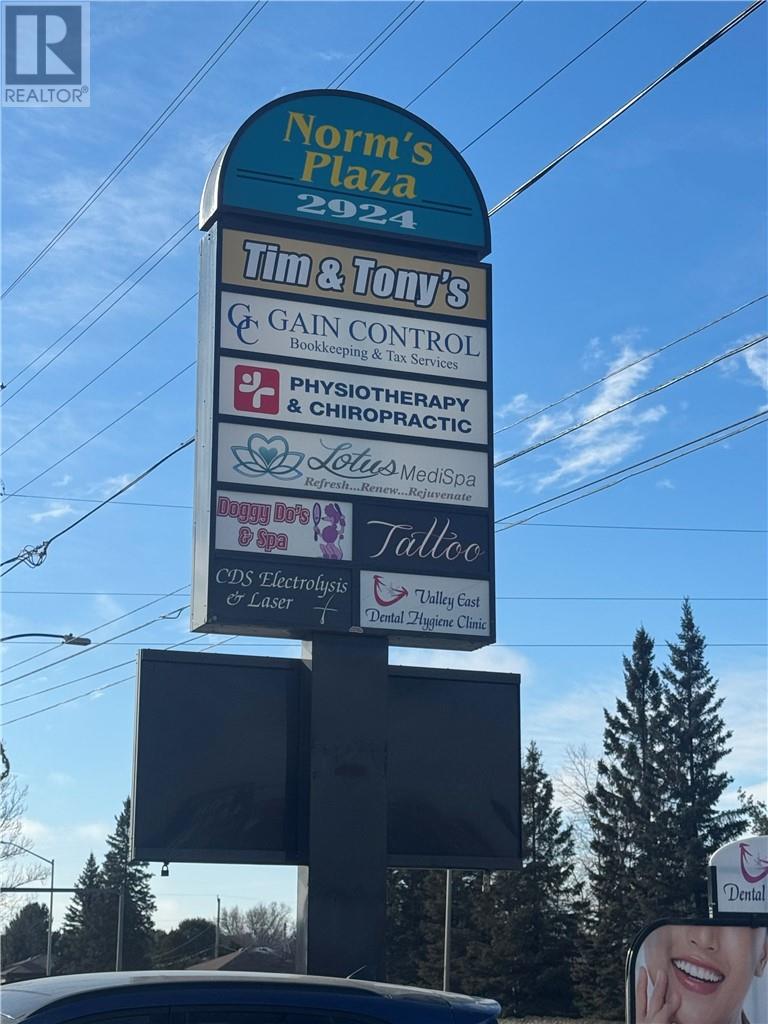 R
REALTOR®
Norm's
Plaza
2924
Tim & Tony's
GC GAIN CONTROL
Bookkeeping & Tax Services
PHYSIOTHERAPY
& CHIROPRACTIC
Lotus MediSpa
Refresh...Renew...Rejuvenate
Doggy Do's
& Spa
Tattoo
CDS Electrolysis
& Laser
Valley East
Dental Hygiene Clinic
Dental